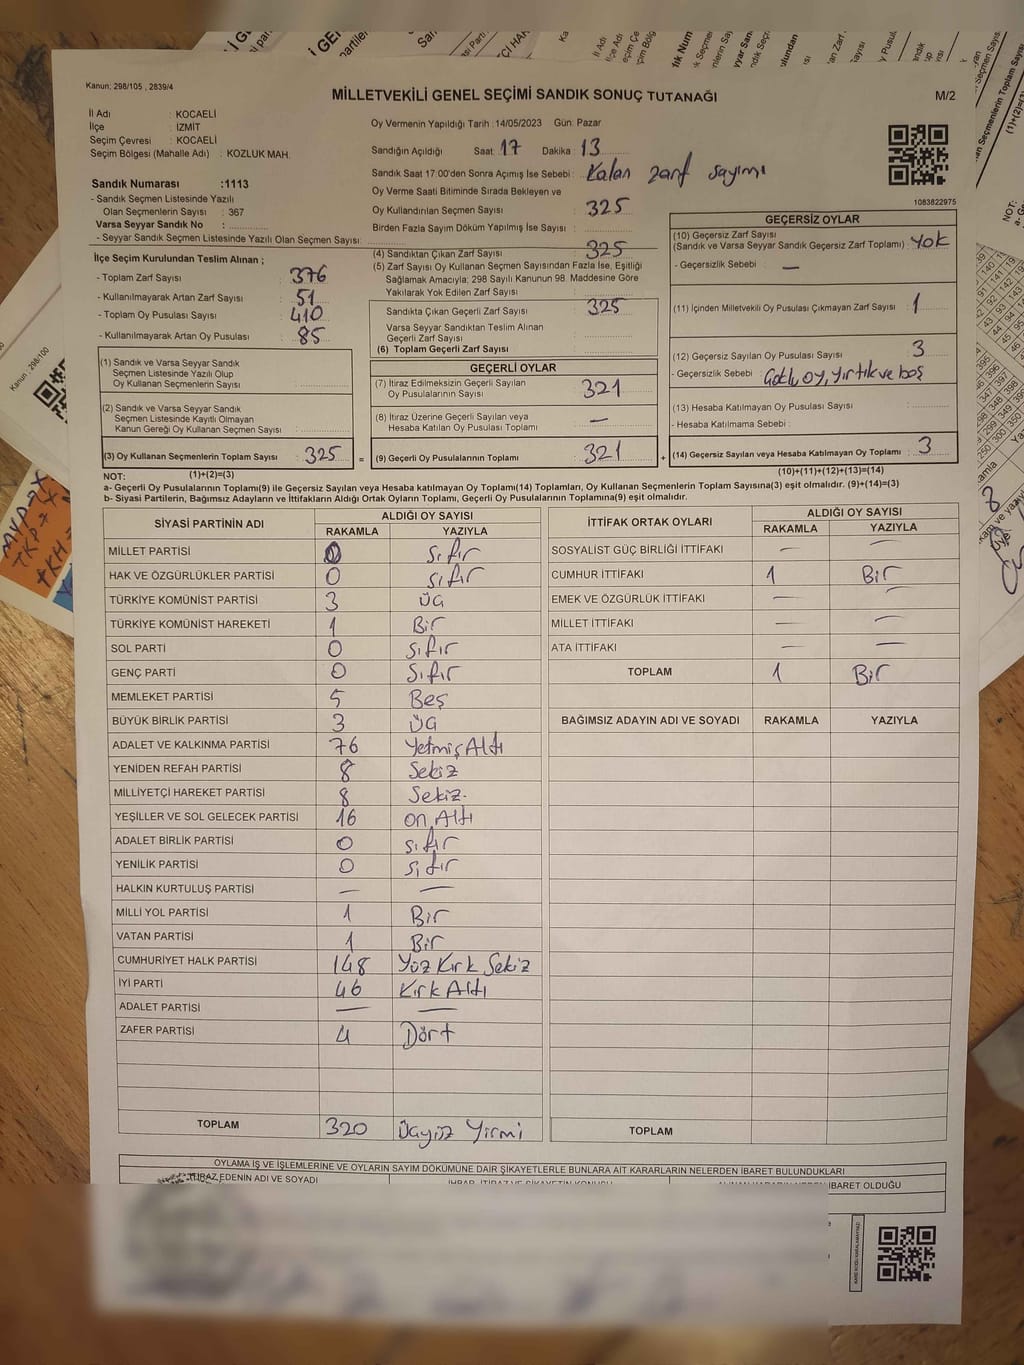 Kanun: 298/105 , 2839/4
MİLLETVEKİLİ GENEL SEÇİMİ SANDIK SONUÇ TUTANAĞI
M/2
İl Adı : KOCAELİ
İlçe : İZMİT
Seçim Çevresi : KOCAELİ
Seçim Bölgesi (Mahalle Adı) : KOZLUK MAH.
Sandık Numarası :1113
- Sandık Seçmen Listesinde Yazılı
Olan Seçmenlerin Sayısı : 367
Varsa Seyyar Sandık No :
- Seyyar Sandık Seçmen Listesinde Yazılı Olan Seçmen Sayısı:
Oy Vermenin Yapıldığı Tarih :14/05/2023 Gün: Pazar
Sandığın Açıldığı Saat: 17 Dakika : 13
Sandık Saat 17:00'den Sonra Açımış İse Sebebi : Kalan zarf sayımı
Oy Verme Saati Bitiminde Sırada Bekleyen ve
Oy Kullandırılan Seçmen Sayısı : 325
Birden Fazla Sayım Döküm Yapılmış İse Sayısı :
1083822975
İlçe Seçim Kurulundan Teslim Alınan ;
- Toplam Zarf Sayısı : 376
- Kullanılmayarak Artan Zarf Sayısı : 51
- Toplam Oy Pusulası Sayısı : 410
- Kullanılmayarak Artan Oy Pusulası : 85
(4) Sandıktan Çıkan Zarf Sayısı : 325
(5) Zarf Sayısı Oy Kullanan Seçmen Sayısından Fazla İse, Eşitliği
Sağlamak Amacıyla; 298 Sayılı Kanunun 98. Maddesine Göre
Yakılarak Yok Edilen Zarf Sayısı :
Sandıkta Çıkan Geçerli Zarf Sayısı : 325
Varsa Seyyar Sandıktan Teslim Alınan
Geçerli Zarf Sayısı :
(6) Toplam Geçerli Zarf Sayısı :
GEÇERSİZ OYLAR
(10) Geçersiz Zarf Sayısı
(Sandık ve Varsa Seyyar Sandık Geçersiz Zarf Toplamı) : Yok
- Geçersizlik Sebebi : —
(11) İçinden Milletvekili Oy Pusulası Çıkmayan Zarf Sayısı : 1
(12) Geçersiz Sayılan Oy Pusulası Sayısı : 3
- Geçersizlik Sebebi : oy, yırtık ve boş
(13) Hesaba Katılmayan Oy Pusulası Sayısı :
- Hesaba Katılmama Sebebi :
(14) Geçersiz Sayılan veya Hesaba Katılmayan Oy Toplamı : 3
(10)+(11)+(12)+(13)=(14)
(1) Sandık ve Varsa Seyyar Sandık
Seçmen Listesinde Yazılı Olup
Oy Kullanan Seçmenlerin Sayısı :
(2) Sandık ve Varsa Seyyar Sandık
Seçmen Listesinde Kayıtlı Olmayan
Kanun Gereği Oy Kullanan Seçmen Sayısı :
(3) Oy Kullanan Seçmenlerin Toplam Sayısı : 325
(1)+(2)=(3)
=
GEÇERLİ OYLAR
(7) İtiraz Edilmeksizin Geçerli Sayılan
Oy Pusulalarının Sayısı : 321
(8) İtiraz Üzerine Geçerli Sayılan veya
Hesaba Katılan Oy Pusulası Toplamı : —
(9) Geçerli Oy Pusulalarının Toplamı : 321
+
NOT:
a- Geçerli Oy Pusulalarının Toplamı(9) ile Geçersiz Sayılan veya Hesaba katılmayan Oy Toplamı(14) Toplamları, Oy Kullanan Seçmenlerin Toplam Sayısına(3) eşit olmalıdır. (9)+(14)=(3)
b- Siyasi Partilerin, Bağımsız Adayların ve İttifakların Aldığı Ortak Oyların Toplamı, Geçerli Oy Pusulalarının Toplamına(9) eşit olmalıdır.
SİYASİ PARTİNİN ADI ALDIĞI OY SAYISI
RAKAMLA YAZIYLA
MİLLET PARTİSİ 0 Sıfır
HAK VE ÖZGÜRLÜKLER PARTİSİ 0 Sıfır
TÜRKİYE KOMÜNİST PARTİSİ 3 Üç
TÜRKİYE KOMÜNİST HAREKETİ 1 Bir
SOL PARTİ 0 Sıfır
GENÇ PARTİ 0 Sıfır
MEMLEKET PARTİSİ 5 Beş
BÜYÜK BİRLİK PARTİSİ 3 Üç
ADALET VE KALKINMA PARTİSİ 76 Yetmiş Altı
YENİDEN REFAH PARTİSİ 8 Sekiz
MİLLİYETÇİ HAREKET PARTİSİ 8 Sekiz
YEŞİLLER VE SOL GELECEK PARTİSİ 16 on Altı
ADALET BİRLİK PARTİSİ 0 Sıfır
YENİLİK PARTİSİ 0 Sıfır
HALKIN KURTULUŞ PARTİSİ — —
MİLLİ YOL PARTİSİ 1 Bir
VATAN PARTİSİ 1 Bir
CUMHURİYET HALK PARTİSİ 148 Yüz Kırk Sekiz
İYİ PARTİ 46 Kırk Altı
ADALET PARTİSİ — —
ZAFER PARTİSİ 4 Dört
TOPLAM 320 Üçyüz Yirmi
İTTİFAK ORTAK OYLARI ALDIĞI OY SAYISI
RAKAMLA YAZIYLA
SOSYALİST GÜÇ BİRLİĞİ İTTİFAKI — —
CUMHUR İTTİFAKI 1 Bir
EMEK VE ÖZGÜRLÜK İTTİFAKI — —
MİLLET İTTİFAKI — —
ATA İTTİFAKI — —
TOPLAM 1 Bir
BAĞIMSIZ ADAYIN ADI VE SOYADI RAKAMLA YAZIYLA
TOPLAM
OYLAMA İŞ VE İŞLEMLERİNE VE OYLARIN SAYIM DÖKÜMÜNE DAİR ŞİKAYETLERLE BUNLARA AİT KARARLARIN NELERDEN İBARET BULUNDUKLARI
İTİRAZ EDENİN ADI VE SOYADI
İBARET OLDUĞU